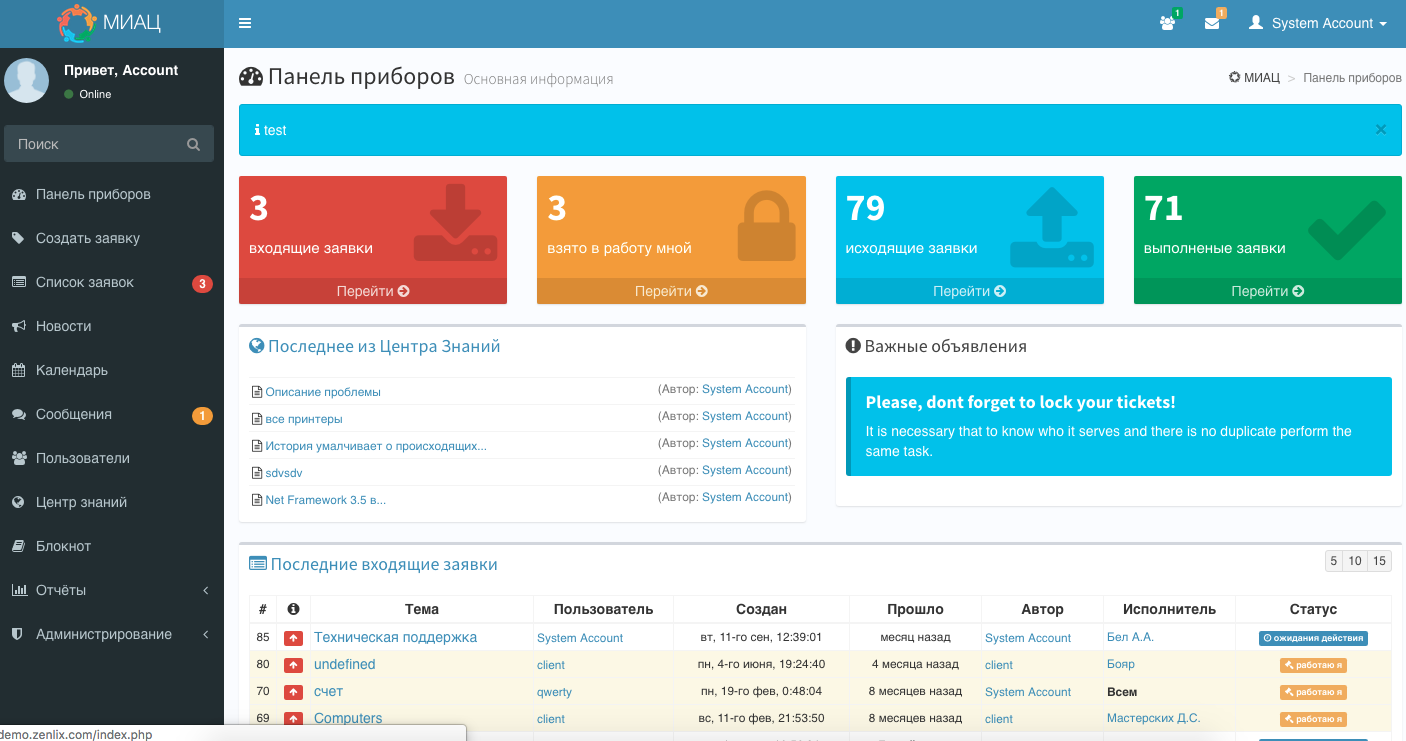 МИАЦ
1
1
System Account
Привет, Account
Online
Поиск
Панель приборов
Создать заявку
Список заявок 3
Новости
Календарь
Сообщения 1
Пользователи
Центр знаний
Блокнот
Отчёты
Администрирование
Панель приборов Основная информация
МИАЦ > Панель приборов
test ×
3
входящие заявки
Перейти
3
взято в работу мной
Перейти
79
исходящие заявки
Перейти
71
выполненые заявки
Перейти
Последнее из Центра Знаний
Описание проблемы (Автор: System Account)
все принтеры (Автор: System Account)
История умалчивает о происходящих... (Автор: System Account)
sdvsdv (Автор: System Account)
Net Framework 3.5 в... (Автор: System Account)
Важные объявления
Please, dont forget to lock your tickets!
It is necessary that to know who it serves and there is no duplicate perform the
same task.
Последние входящие заявки
5 10 15
# Тема Пользователь Создан Прошло Автор Исполнитель Статус
85 Техническая поддержка System Account вт, 11-го сен, 12:39:01 месяц назад System Account Бел А.А. ожидания действия
80 undefined client пн, 4-го июня, 19:24:40 4 месяца назад client Бояр работаю я
70 счет qwerty пн, 19-го фев, 0:48:04 8 месяцев назад System Account Всем работаю я
69 Computers client вс, 11-го фев, 21:53:50 8 месяцев назад client Мастерских Д.С. работаю я
demo.zenlix.com/index.php